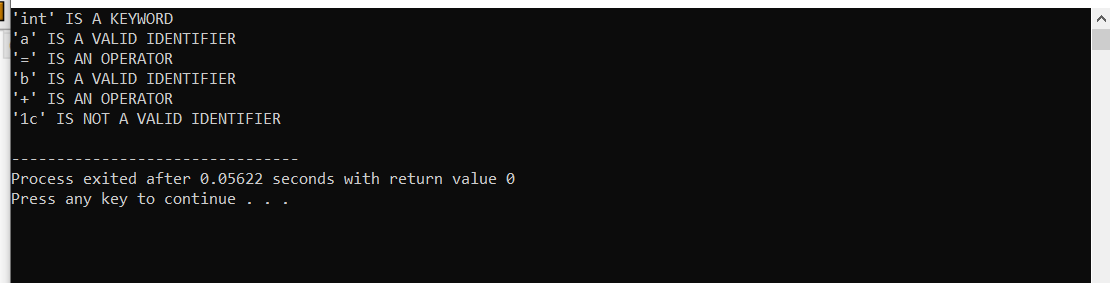 'int' IS A KEYWORD
'a' IS A VALID IDENTIFIER
'=' IS AN OPERATOR
'b' IS A VALID IDENTIFIER
'+' IS AN OPERATOR
'1c' IS NOT A VALID IDENTIFIER
--------------------------------
Process exited after 0.05622 seconds with return value 0
Press any key to continue . . .